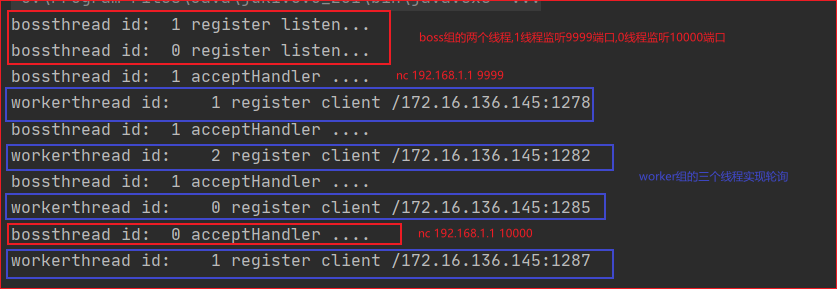 bossthread id:  1 register listen...
bossthread id:  0 register listen...
boss组的两个线程,1线程监听9999端口,0线程监听10000端口
bossthread id:  1 acceptHandler ....
nc 192.168.1.1 9999
workerthread id:    1 register client /172.16.136.145:1278
bossthread id:  1 acceptHandler ....
workerthread id:    2 register client /172.16.136.145:1282
bossthread id:  1 acceptHandler ....
worker组的三个线程实现轮询
workerthread id:    0 register client /172.16.136.145:1285
bossthread id:  0 acceptHandler ....
nc 192.168.1.1 10000
workerthread id:    1 register client /172.16.136.145:1287